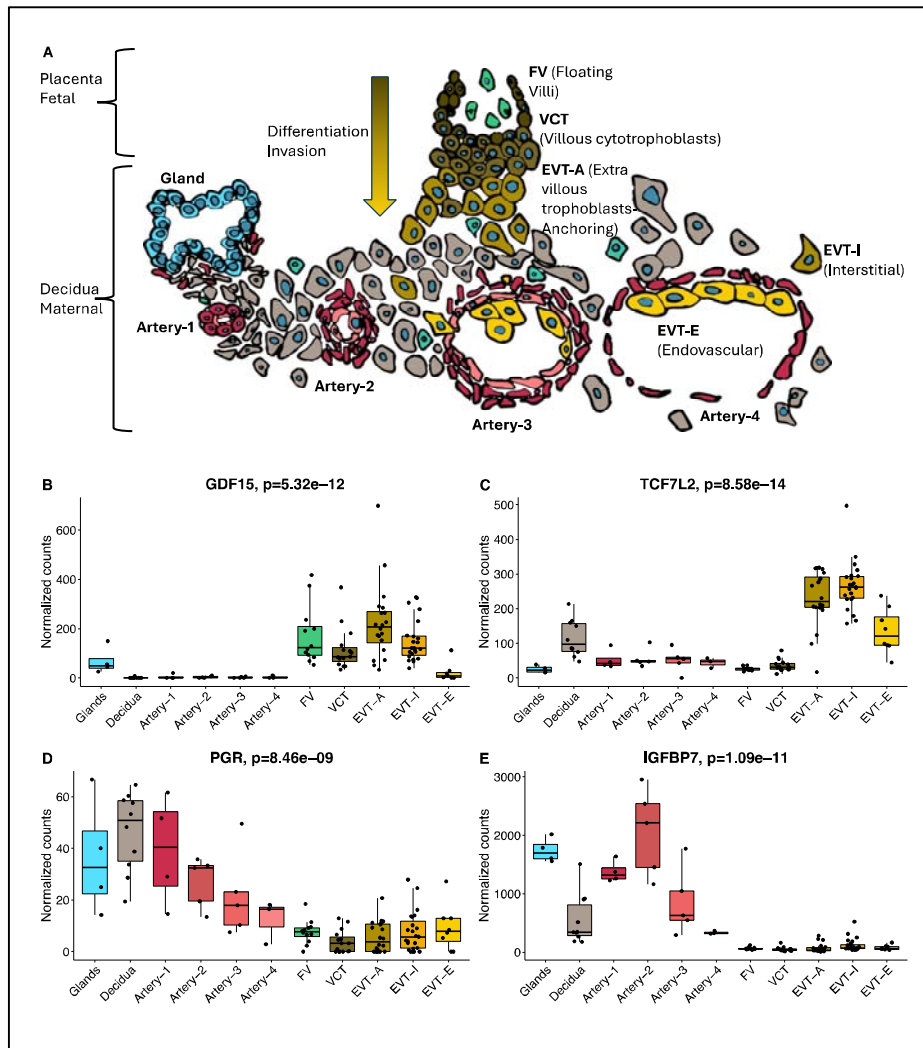 A
Placenta
Fetal
Differentiation
Invasion
FV (Floating
Villi)
VCT
(Villous cytotrophoblasts)
EVT-A (Extra
villous
trophoblasts-
Anchoring)
Gland
EVT-I
(Interstitial)
Decidua
Maternal
Artery-1
EVT-E
(Endovascular)
Artery-2
Artery-3
Artery-4
B
GDF15, p=5.32e−12
Normalized counts
600
400
200
0
Glands
Decidua
Artery-1
Artery-2
Artery-3
Artery-4
FV
VCT
EVT-A
EVT-I
EVT-E
C
TCF7L2, p=8.58e−14
Normalized counts
500
400
300
200
100
0
Glands
Decidua
Artery-1
Artery-2
Artery-3
Artery-4
FV
VCT
EVT-A
EVT-I
EVT-E
D
PGR, p=8.46e−09
Normalized counts
60
40
20
0
Glands
Decidua
Artery-1
Artery-2
Artery-3
Artery-4
FV
VCT
EVT-A
EVT-I
EVT-E
E
IGFBP7, p=1.09e−11
Normalized counts
3000
2000
1000
0
Glands
Decidua
Artery-1
Artery-2
Artery-3
Artery-4
FV
VCT
EVT-A
EVT-I
EVT-E